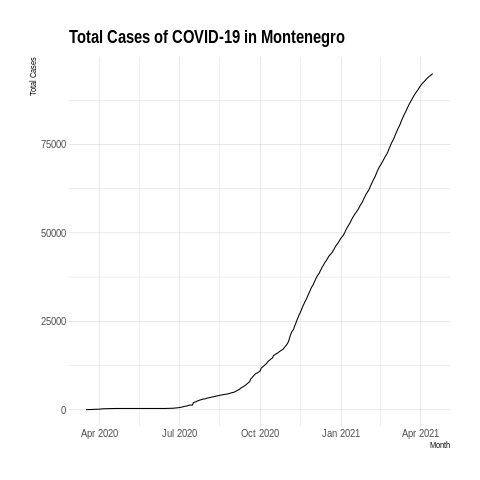 Total Cases of COVID-19 in Montenegro
Total Cases
75000
50000
25000
0
Apr 2020 Jul 2020 Oct 2020 Jan 2021 Apr 2021
Month